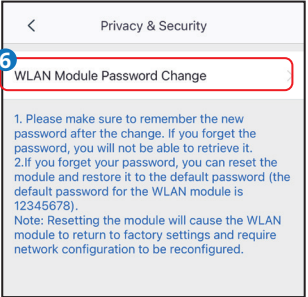 Privacy & Security
6
WLAN Module Password Change
1. Please make sure to remember the new
password after the change. If you forget the
password, you will not be able to retrieve it.
2.If you forget your password, you can reset the
module and restore it to the default password (the
default password for the WLAN module is
12345678).
Note: Resetting the module will cause the WLAN
module to return to factory settings and require
network configuration to be reconfigured.